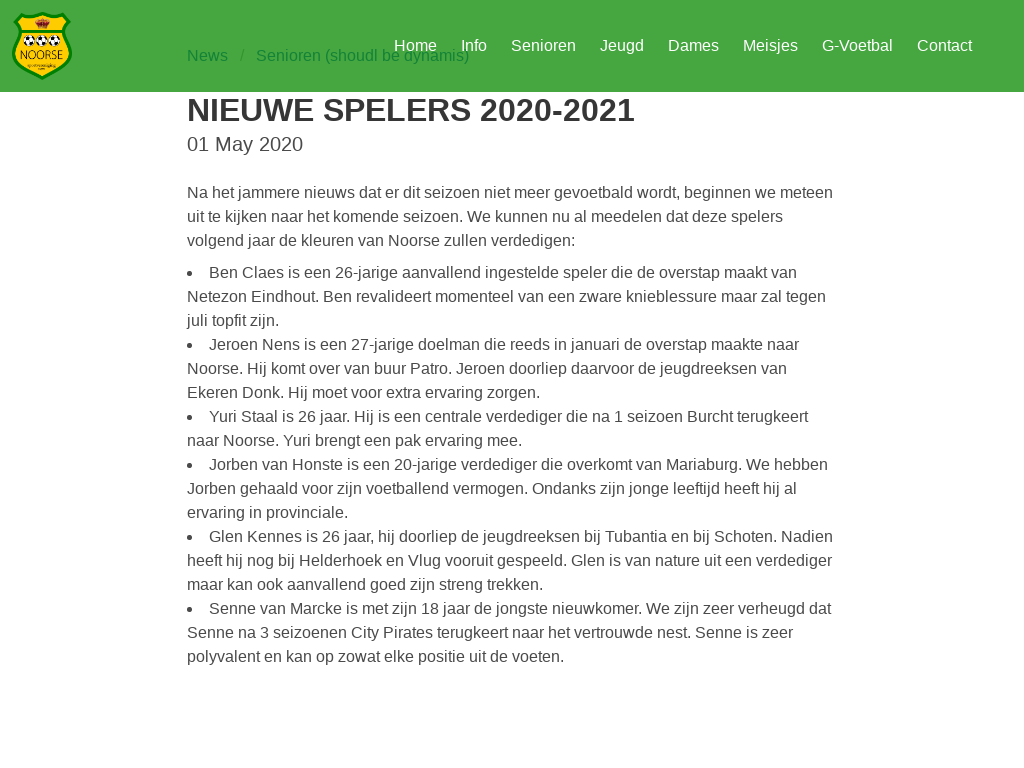 NOORSE
Home Info Senioren Jeugd Dames Meisjes G-Voetbal Contact
News / Senioren (shoudl be dynamis)
NIEUWE SPELERS 2020-2021
01 May 2020
Na het jammere nieuws dat er dit seizoen niet meer gevoetbald wordt, beginnen we meteen
uit te kijken naar het komende seizoen. We kunnen nu al meedelen dat deze spelers
volgend jaar de kleuren van Noorse zullen verdedigen:
• Ben Claes is een 26-jarige aanvallend ingestelde speler die de overstap maakt van
Netezon Eindhout. Ben revalideert momenteel van een zware knieblessure maar zal tegen
juli topfit zijn.
• Jeroen Nens is een 27-jarige doelman die reeds in januari de overstap maakte naar
Noorse. Hij komt over van buur Patro. Jeroen doorliep daarvoor de jeugdreeksen van
Ekeren Donk. Hij moet voor extra ervaring zorgen.
• Yuri Staal is 26 jaar. Hij is een centrale verdediger die na 1 seizoen Burcht terugkeert
naar Noorse. Yuri brengt een pak ervaring mee.
• Jorben van Honste is een 20-jarige verdediger die overkomt van Mariaburg. We hebben
Jorben gehaald voor zijn voetballend vermogen. Ondanks zijn jonge leeftijd heeft hij al
ervaring in provinciale.
• Glen Kennes is 26 jaar, hij doorliep de jeugdreeksen bij Tubantia en bij Schoten. Nadien
heeft hij nog bij Helderhoek en Vlug vooruit gespeeld. Glen is van nature uit een verdediger
maar kan ook aanvallend goed zijn streng trekken.
• Senne van Marcke is met zijn 18 jaar de jongste nieuwkomer. We zijn zeer verheugd dat
Senne na 3 seizoenen City Pirates terugkeert naar het vertrouwde nest. Senne is zeer
polyvalent en kan op zowat elke positie uit de voeten.